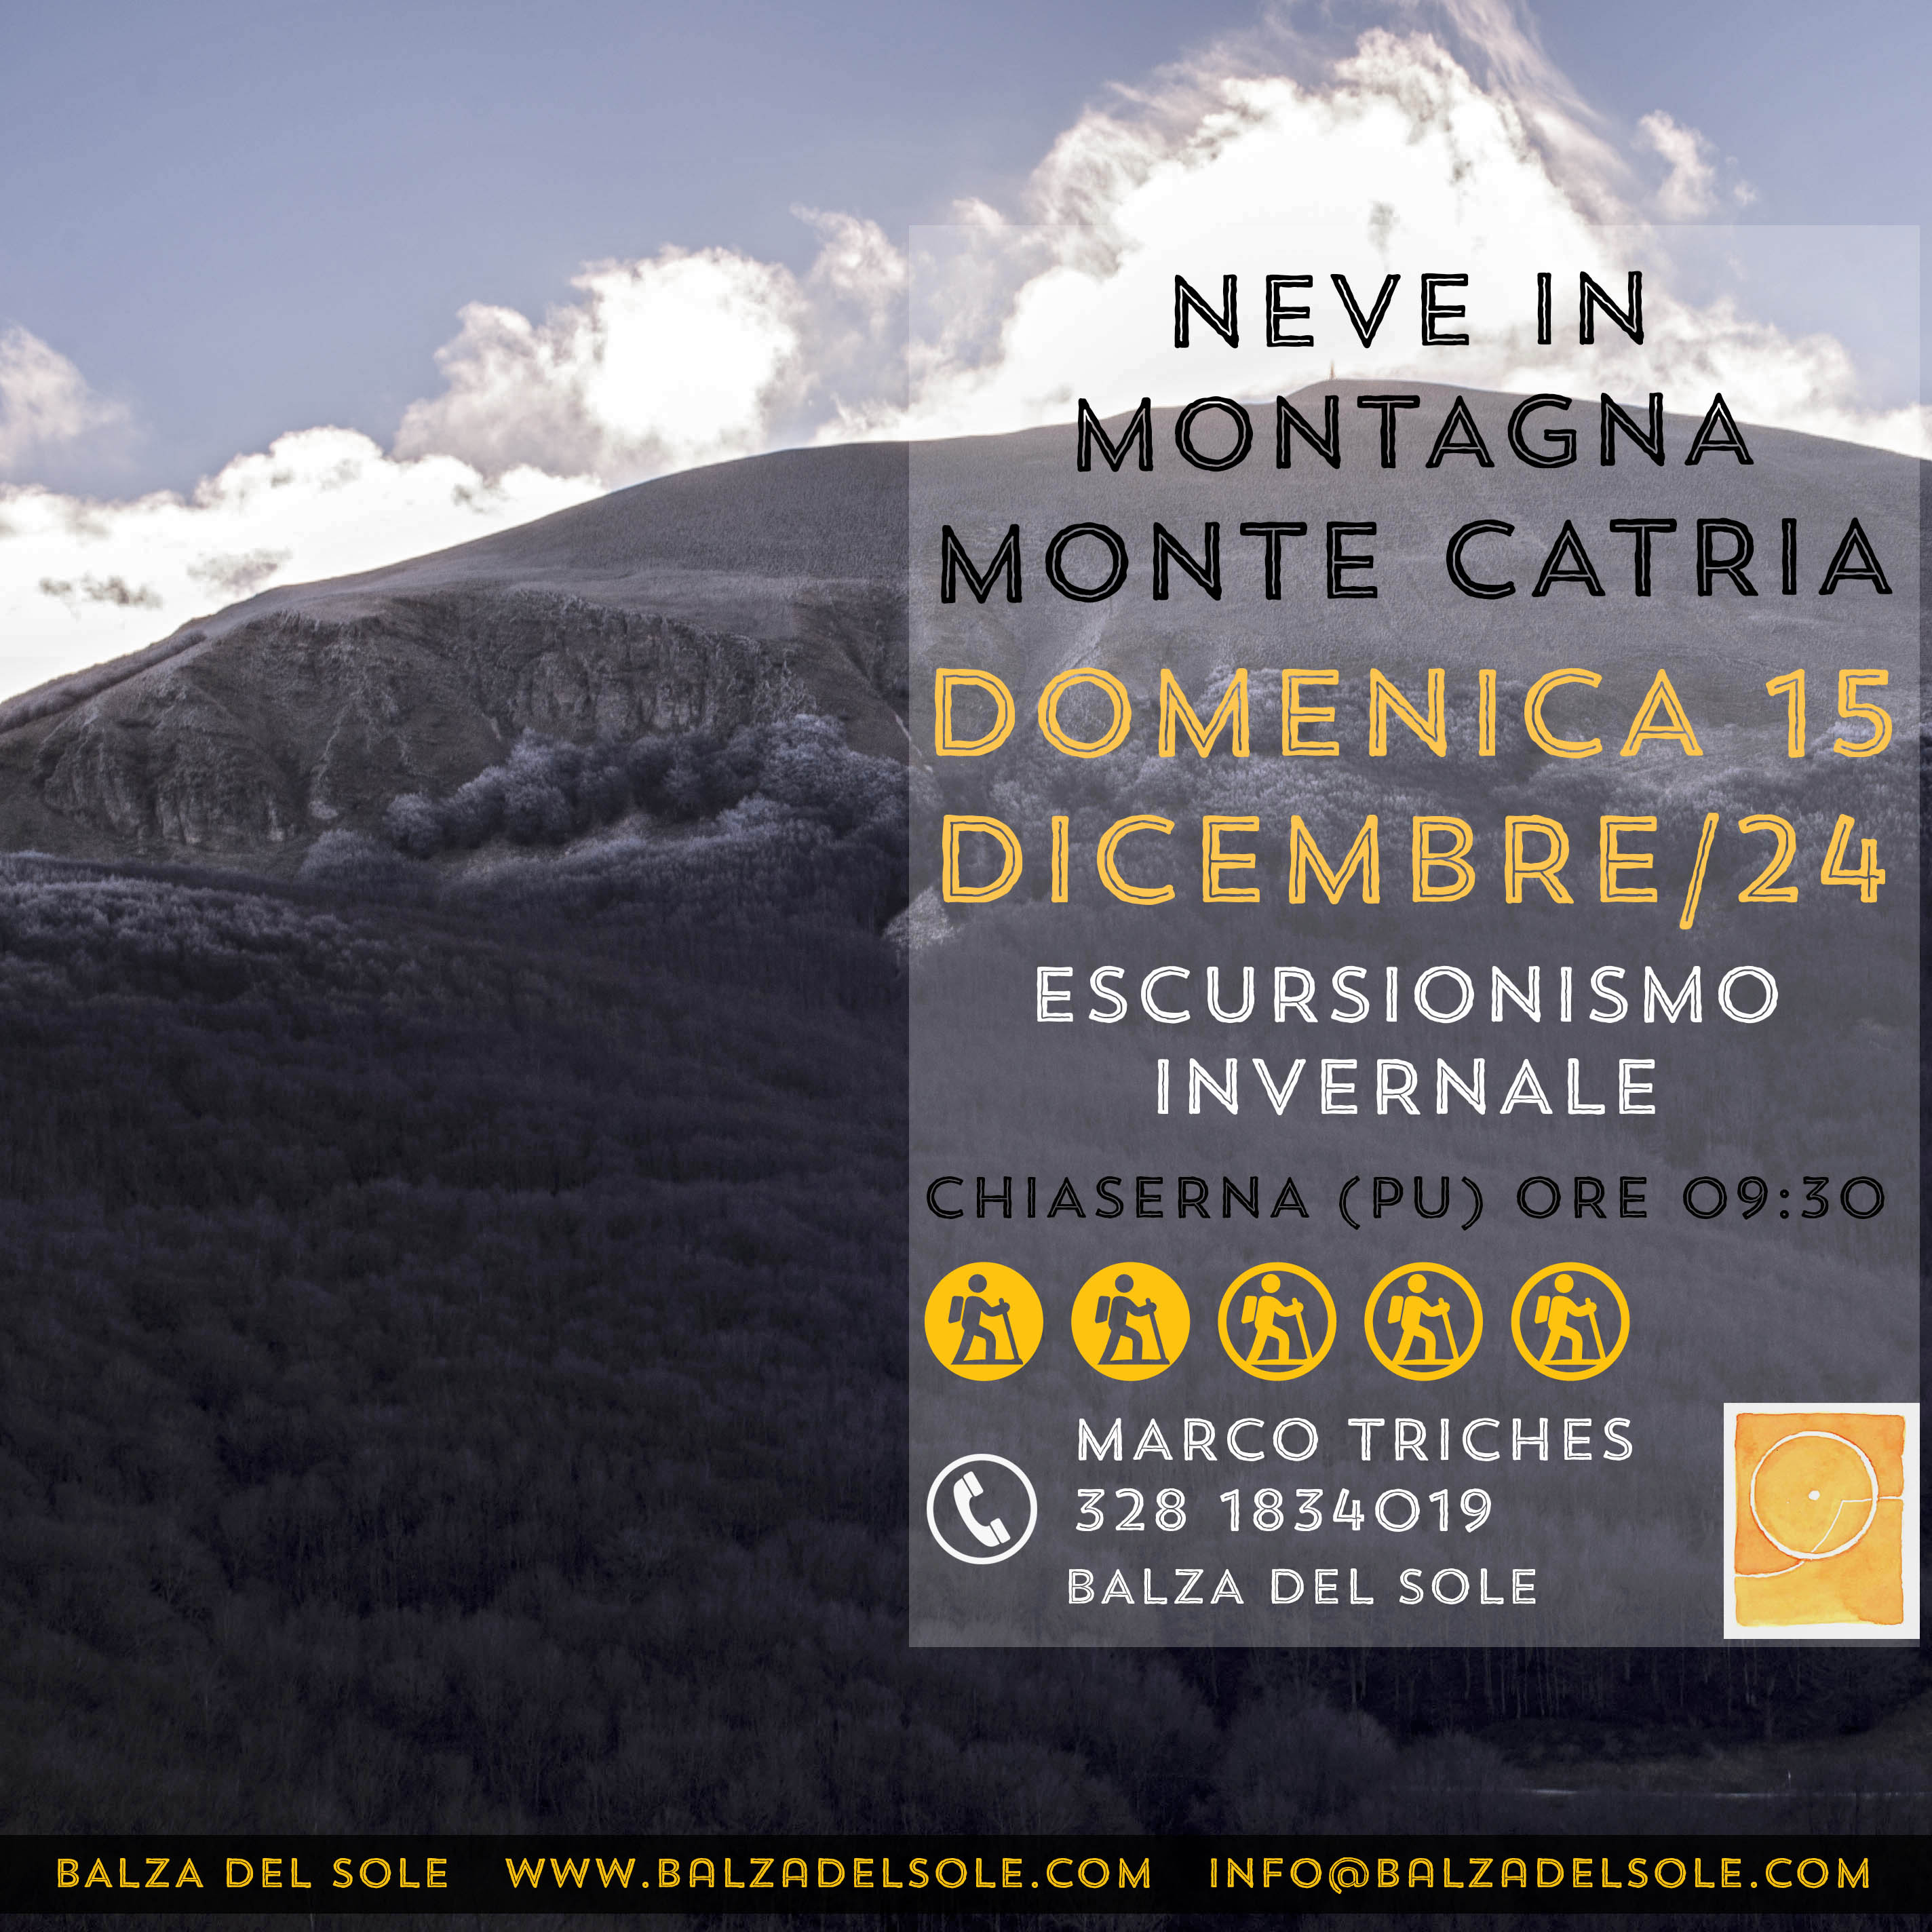 NEVE IN
MONTAGNA
MONTE CATRIA
DOMENICA 15
DICEMBRE/24
ESCURSIONISMO
INVERNALE
CHIASERNA (PU) ORE 09:30
MARCO TRICHES
328 1834019
BALZA DEL SOLE
BALZA DEL SOLE WWW.BALZADELSOLE.COM INFO@BALZADELSOLE.COM